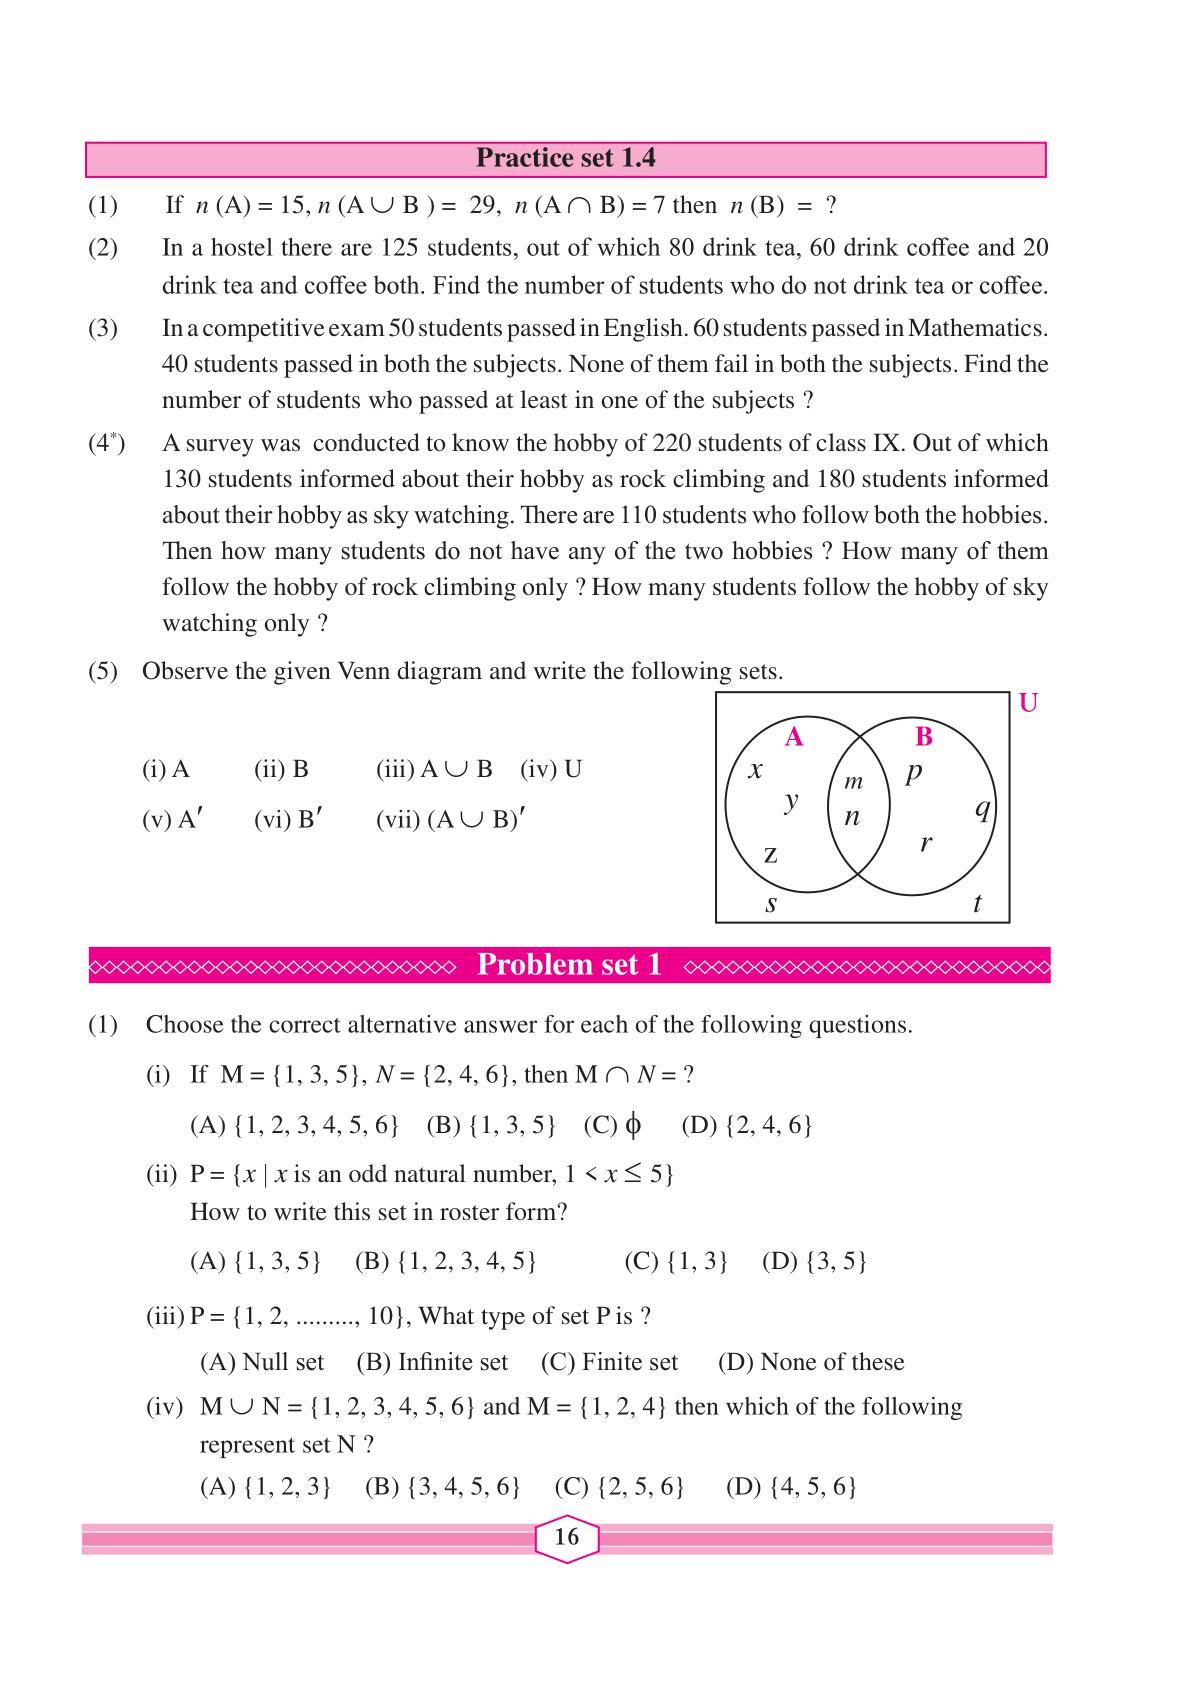 Practice set 1.4
(1) If n (A) = 15, n (A ∪ B ) = 29, n (A ∩ B) = 7 then n (B) = ?
(2) In a hostel there are 125 students, out of which 80 drink tea, 60 drink coffee and 20
drink tea and coffee both. Find the number of students who do not drink tea or coffee.
(3) In a competitive exam 50 students passed in English. 60 students passed in Mathematics.
40 students passed in both the subjects. None of them fail in both the subjects. Find the
number of students who passed at least in one of the subjects ?
(4*) A survey was conducted to know the hobby of 220 students of class IX. Out of which
130 students informed about their hobby as rock climbing and 180 students informed
about their hobby as sky watching. There are 110 students who follow both the hobbies.
Then how many students do not have any of the two hobbies ? How many of them
follow the hobby of rock climbing only ? How many students follow the hobby of sky
watching only ?
(5) Observe the given Venn diagram and write the following sets.
(i) A (ii) B (iii) A ∪ B (iv) U
(v) A′ (vi) B′ (vii) (A ∪ B)′
U
A B
x m p
y n q
z r
s t
Problem set 1
(1) Choose the correct alternative answer for each of the following questions.
(i) If M = {1, 3, 5}, N = {2, 4, 6}, then M ∩ N = ?
(A) {1, 2, 3, 4, 5, 6} (B) {1, 3, 5} (C) ϕ (D) {2, 4, 6}
(ii) P = {x | x is an odd natural number, 1 < x ≤ 5}
How to write this set in roster form?
(A) {1, 3, 5} (B) {1, 2, 3, 4, 5} (C) {1, 3} (D) {3, 5}
(iii) P = {1, 2, ........., 10}, What type of set P is ?
(A) Null set (B) Infinite set (C) Finite set (D) None of these
(iv) M ∪ N = {1, 2, 3, 4, 5, 6} and M = {1, 2, 4} then which of the following
represent set N ?
(A) {1, 2, 3} (B) {3, 4, 5, 6} (C) {2, 5, 6} (D) {4, 5, 6}
16